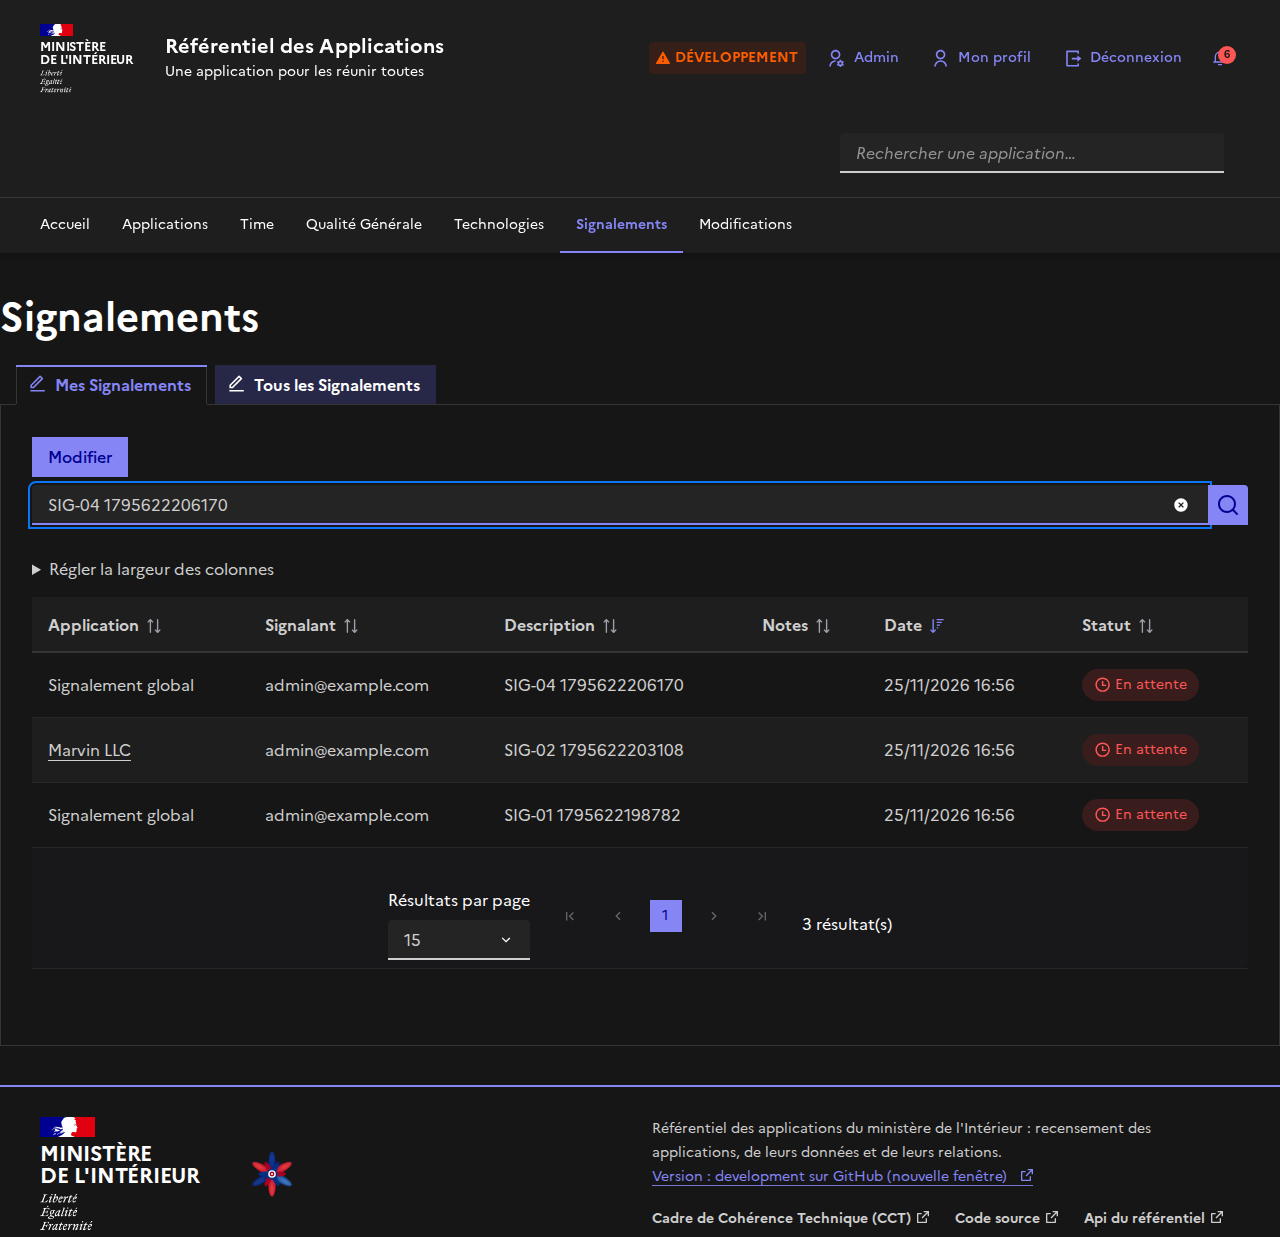 MINISTÈRE
DE L'INTÉRIEUR
Liberté
Égalité
Fraternité
Référentiel des Applications
Une application pour les réunir toutes
DÉVELOPPEMENT
Admin
Mon profil
Déconnexion
6
Rechercher une application…
Accueil
Applications
Time
Qualité Générale
Technologies
Signalements
Modifications
Signalements
Mes Signalements
Tous les Signalements
Modifier
SIG-04 1795622206170
Régler la largeur des colonnes
Application Signalant Description Notes Date Statut
Signalement global admin@example.com SIG-04 1795622206170 25/11/2026 16:56 En attente
Marvin LLC admin@example.com SIG-02 1795622203108 25/11/2026 16:56 En attente
Signalement global admin@example.com SIG-01 1795622198782 25/11/2026 16:56 En attente
Résultats par page
15
1
3 résultat(s)
MINISTÈRE
DE L'INTÉRIEUR
Liberté
Égalité
Fraternité
Référentiel des applications du ministère de l'Intérieur : recensement des
applications, de leurs données et de leurs relations.
Version : development sur GitHub (nouvelle fenêtre)
Cadre de Cohérence Technique (CCT)
Code source
Api du référentiel